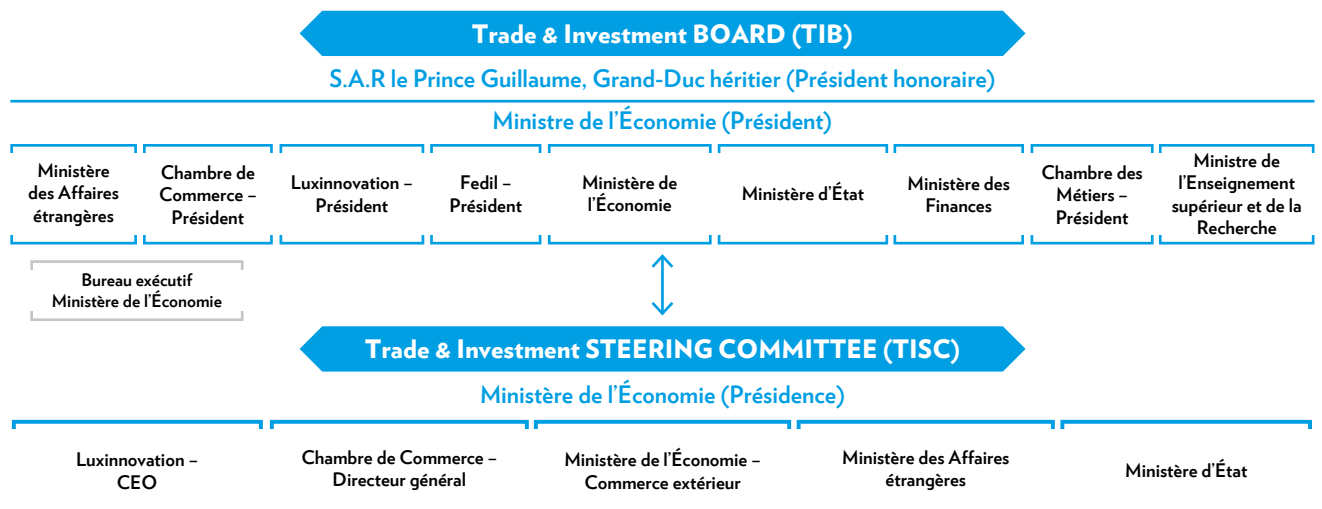 Trade & Investment BOARD (TIB)
S.A.R le Prince Guillaume, Grand-Duc héritier (Président honoraire)
Ministre de l'Économie (Président)
Ministère
des Affaires
étrangères
Chambre de
Commerce –
Président
Luxinnovation –
Président
Fedil –
Président
Ministère de
l'Économie
Ministère d'État
Ministère des
Finances
Chambre des
Métiers –
Président
Ministre de
l'Enseignement
supérieur et de la
Recherche
Bureau exécutif
Ministère de l'Économie
Trade & Investment STEERING COMMITTEE (TISC)
Ministère de l'Économie (Présidence)
Luxinnovation –
CEO
Chambre de Commerce –
Directeur général
Ministère de l'Économie –
Commerce extérieur
Ministère des Affaires
étrangères
Ministère d'État